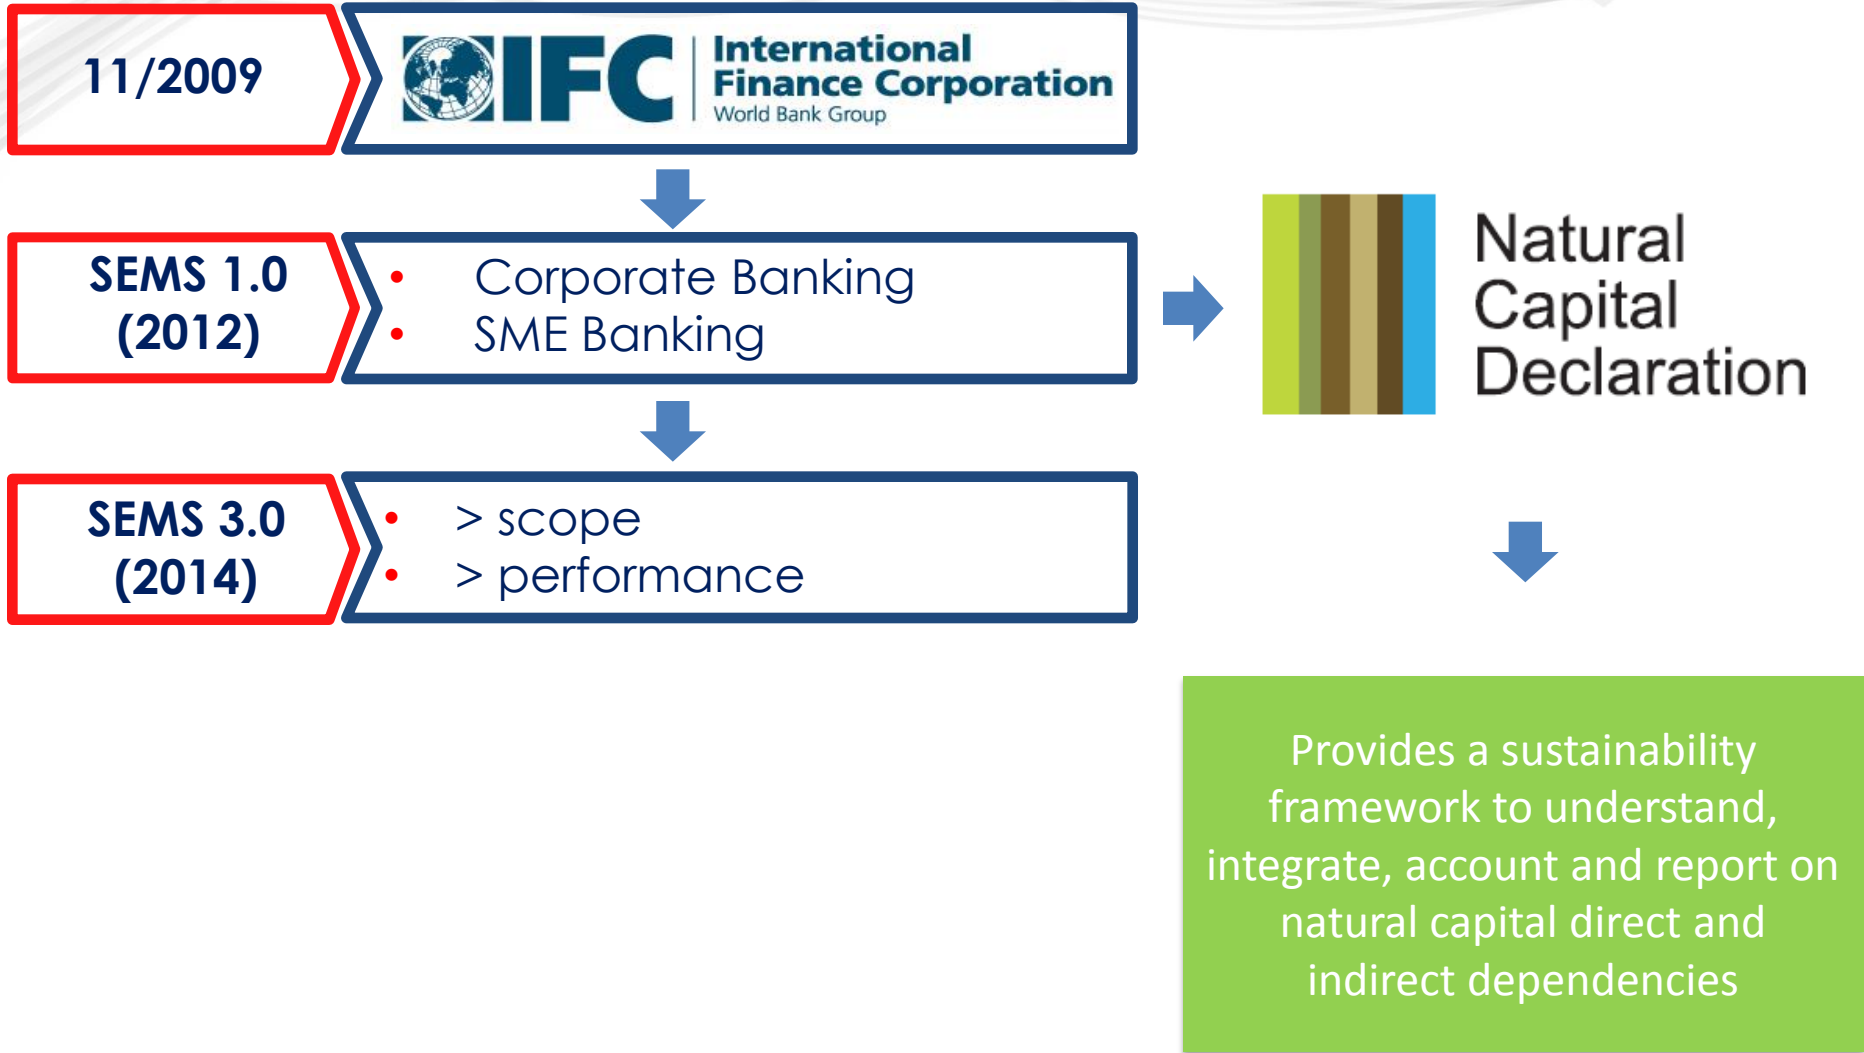 11/2009
IFC
International
Finance Corporation
World Bank Group
SEMS 1.0
(2012)
• Corporate Banking
• SME Banking
Natural
Capital
Declaration
SEMS 3.0
(2014)
• > scope
• > performance
Provides a sustainability
framework to understand,
integrate, account and report on
natural capital direct and
indirect dependencies